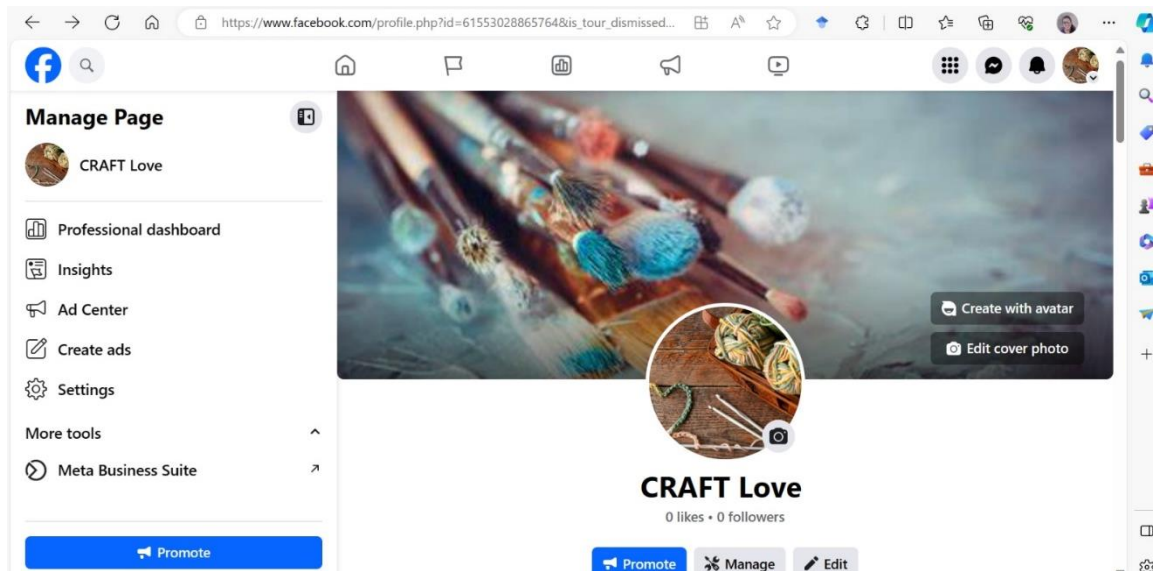 https://www.facebook.com/profile.php?id=61553028865764&is_tour_dismissed...
Manage Page
CRAFT Love
Professional dashboard
Insights
Ad Center
Create ads
Settings
More tools
Meta Business Suite
Promote
Create with avatar
Edit cover photo
CRAFT Love
0 likes • 0 followers
Promote Manage Edit